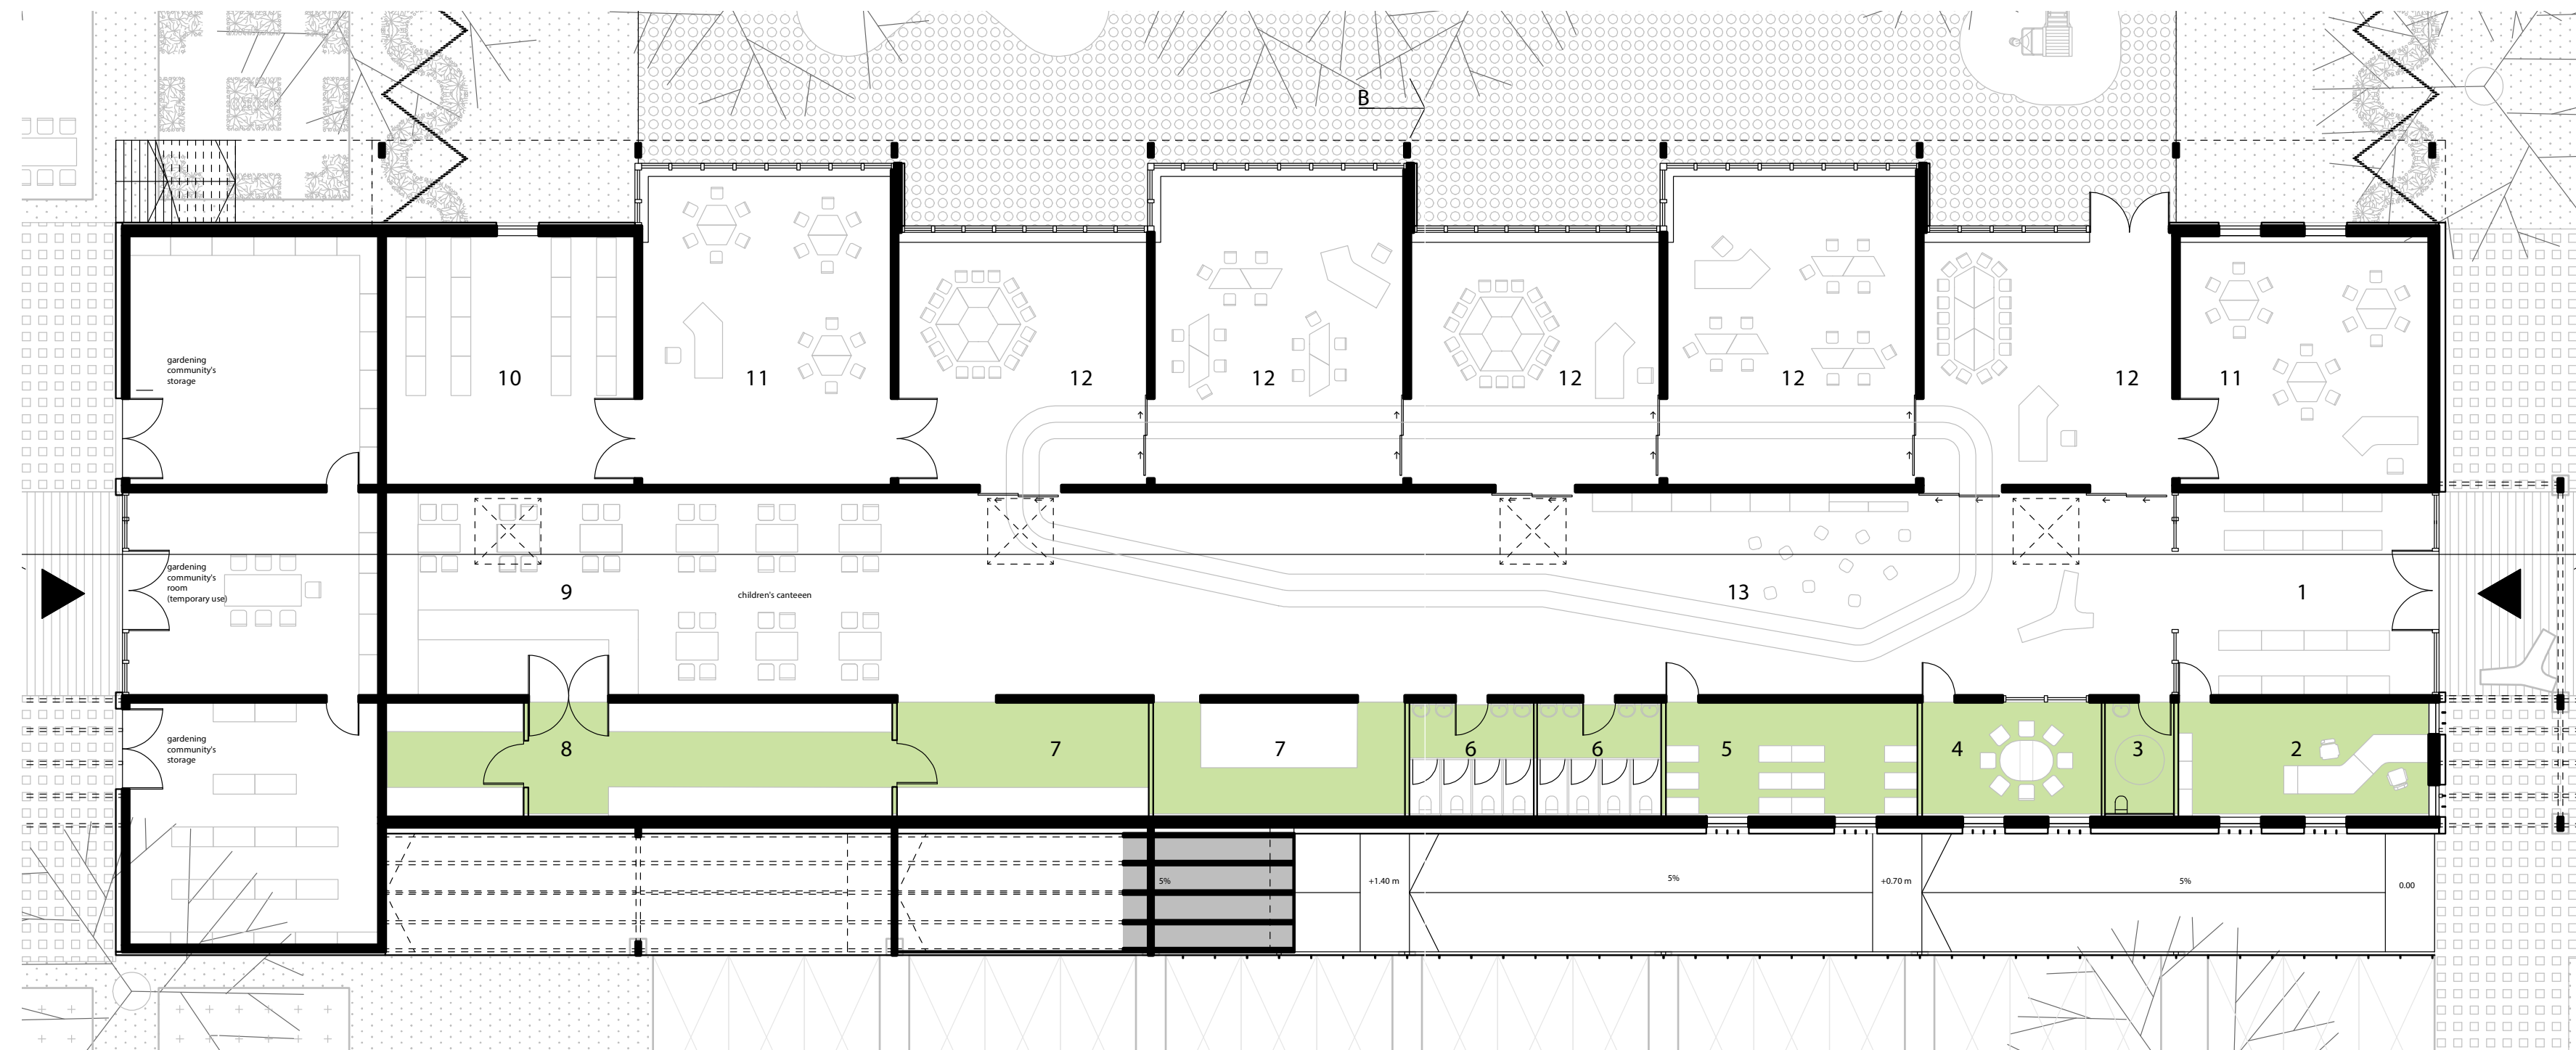 B
gardening
community's
storage
10
11
12
12
12
12
12
11
gardening
community's
room
(temporary use)
9
children's canteeen
13
1
gardening
community's
storage
8
7
7
6
6
5
4
3
2
5%
+1.40 m
5%
+0.70 m
5%
0.00